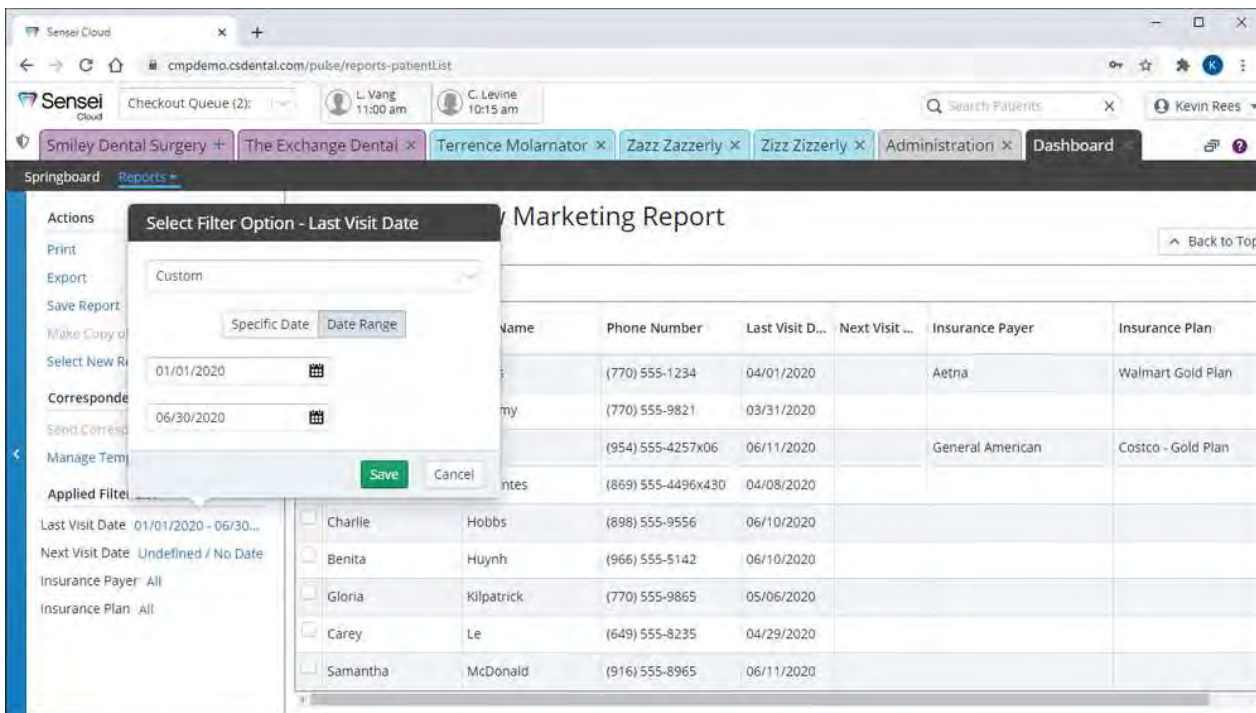 Sensei Cloud
cmpdemo.csdental.com/pulse/reports-patientList
K
Sensei Cloud
Checkout Queue (2):
L. Vang
11:00 am
C. Levine
10:15 am
Search Patients
Kevin Rees
Smiley Dental Surgery
The Exchange Dental
Terrence Molarnator
Zazz Zazzerly
Zizz Zizzerly
Administration
Dashboard
Springboard Reports
Actions
Print
Export
Save Report
Make Copy of
Select New Re
Corresponde
Send Corresp
Manage Temp
Applied Filte
Last Visit Date 01/01/2020 - 06/30...
Next Visit Date Undefined / No Date
Insurance Payer All
Insurance Plan All
Select Filter Option - Last Visit Date
Custom
Specific Date Date Range
01/01/2020
06/30/2020
Save Cancel
Marketing Report
Back to Top
Name Phone Number Last Visit D... Next Visit ... Insurance Payer Insurance Plan
(770) 555-1234 04/01/2020 Aetna Walmart Gold Plan
my (770) 555-9821 03/31/2020
(954) 555-4257x06 06/11/2020 General American Costco - Gold Plan
ntes (869) 555-4496x430 04/08/2020
Charlie Hobbs (898) 555-9556 06/10/2020
Benita Huynh (966) 555-5142 06/10/2020
Gloria Kilpatrick (770) 555-9865 05/06/2020
Carey Le (649) 555-8235 04/29/2020
Samantha McDonald (916) 555-8965 06/11/2020